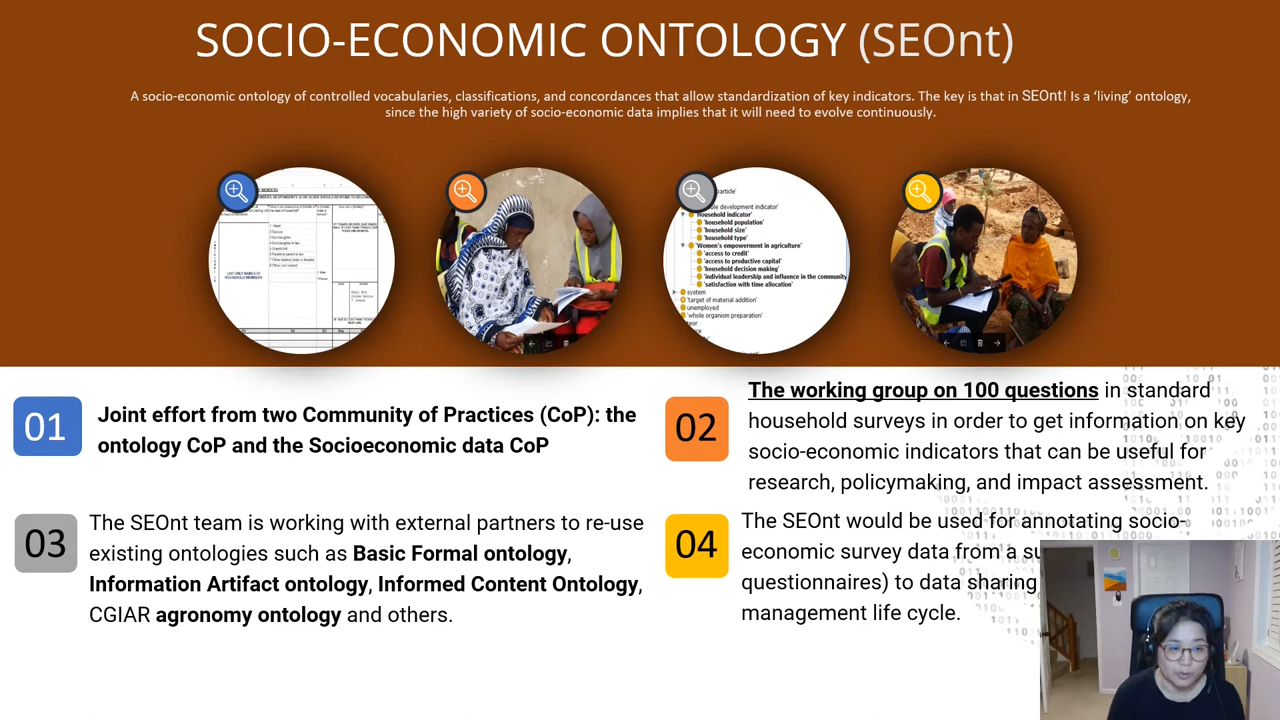 SOCIO-ECONOMIC ONTOLOGY (SEOnt)
A socio-economic ontology of controlled vocabularies, classifications, and concordances that allow standardization of key indicators. The key is that in SEOnt! Is a ‘living’ ontology,
since the high variety of socio-economic data implies that it will need to evolve continuously.
particle'
development indicator'
'Household indicator'
'household population'
'household size'
'household type'
'Women's empowerment in agriculture'
'access to credit'
'access to productive capital'
'household decision making'
'individual leadership and influence in the community
'satisfaction with time allocation'
system
'target of material addition'
unemployed
'whole organism preparation'
01
Joint effort from two Community of Practices (CoP): the
ontology CoP and the Socioeconomic data CoP
02
The working group on 100 questions in standard
household surveys in order to get information on key
socio-economic indicators that can be useful for
research, policymaking, and impact assessment.
03
The SEOnt team is working with external partners to re-use
existing ontologies such as Basic Formal ontology,
Information Artifact ontology, Informed Content Ontology,
CGIAR agronomy ontology and others.
04
The SEOnt would be used for annotating socio-
economic survey data from a
questionnaires) to data sharing
management life cycle.